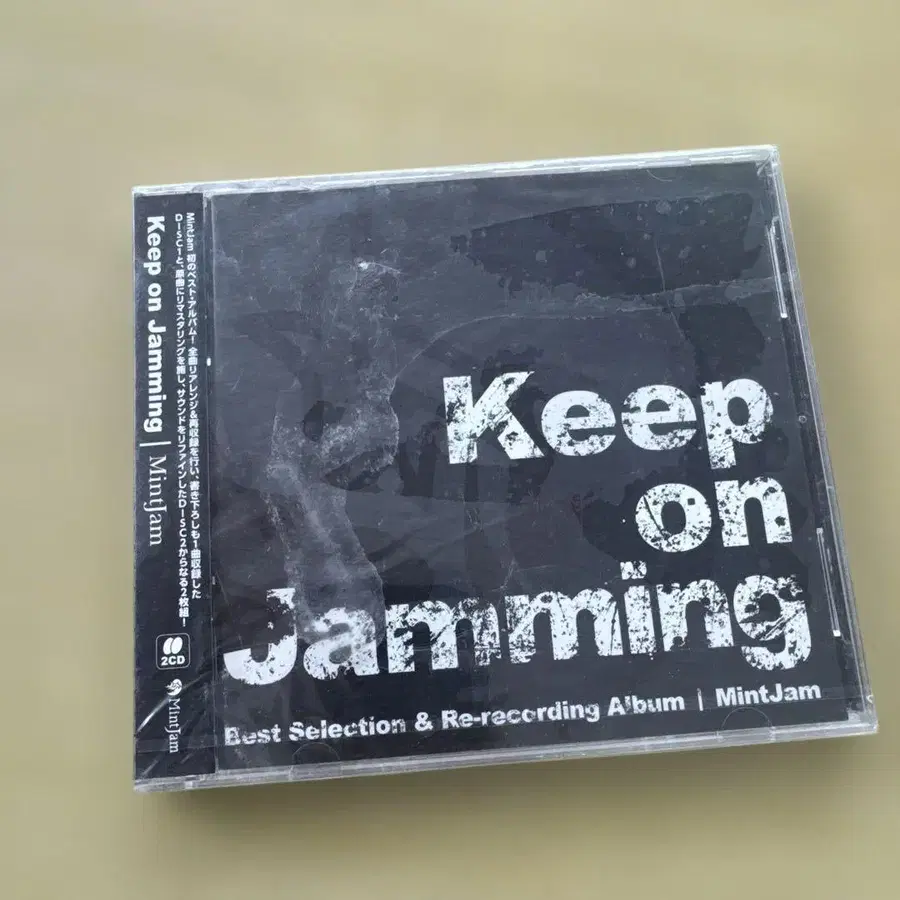 Keep on Jamming | MintJam
MintJam 初のベスト・アルバム! 全曲リアレンジ&再収録を行い、書き下ろしも1曲収録した
DISC1と、原曲にリマスタリングを施し、サウンドをリファインしたDISC2からなる2枚組!
2CD
MintJam
Keep
on
Jamming
Best Selection & Re-recording Album | MintJam